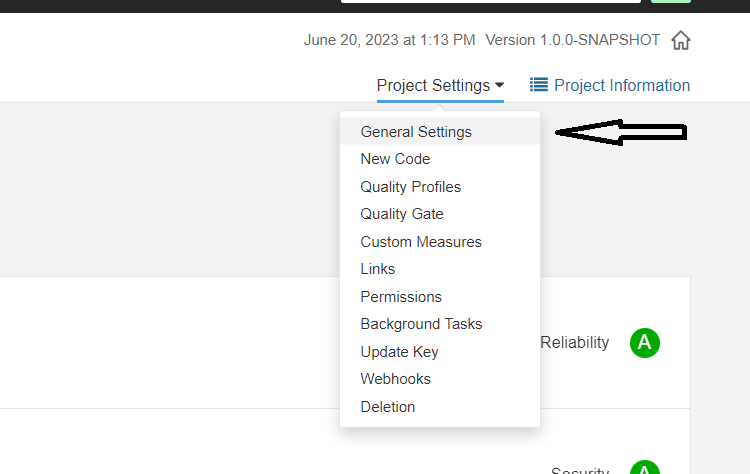 June 20, 2023 at 1:13 PM Version 1.0.0-SNAPSHOT
Project Settings Project Information
General Settings
New Code
Quality Profiles
Quality Gate
Custom Measures
Links
Permissions
Background Tasks
Update Key
Webhooks
Deletion
Reliability A
Security A